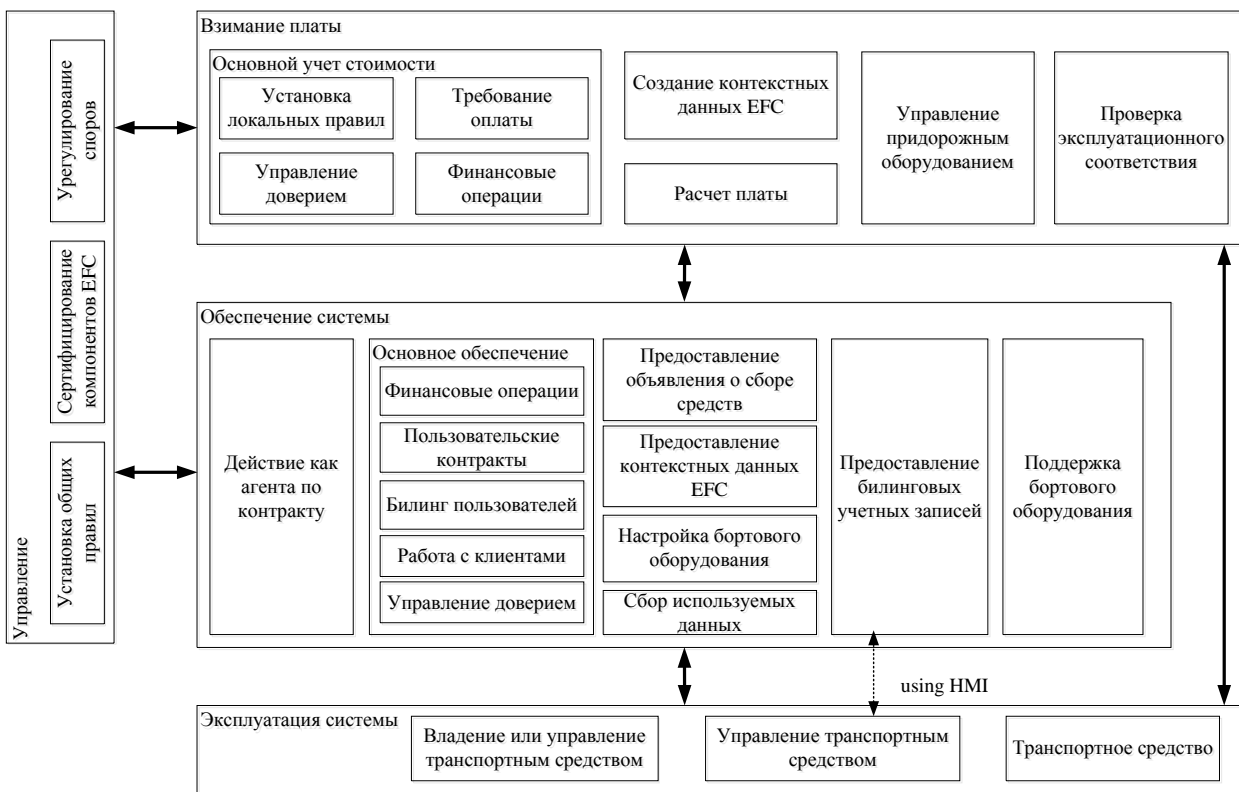 Управление
Урегулирование
споров
Сертифицирование
компонентов EFC
Установка общих
правил
Взимание платы
Основной учет стоимости
Установка
локальных правил
Требование
оплаты
Управление
доверием
Финансовые
операции
Создание контекстных
данных EFC
Расчет платы
Управление
придорожным
оборудованием
Проверка
эксплуатационного
соответствия
Обеспечение системы
Действие как
агента по
контракту
Основное обеспечение
Финансовые операции
Пользовательские
контракты
Билинг пользователей
Работа с клиентами
Управление доверием
Предоставление
объявления о сборе
средств
Предоставление
контекстных данных
EFC
Настройка бортового
оборудования
Сбор используемых
данных
Предоставление
билинговых
учетных записей
Поддержка
бортового
оборудования
using HMI
Эксплуатация системы
Владение или управление
транспортным средством
Управление транспортным
средством
Транспортное средство